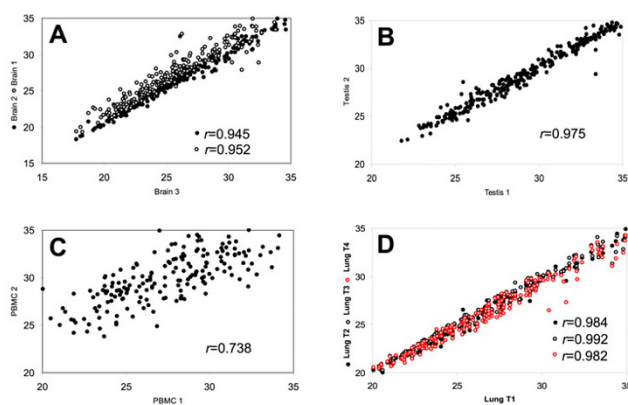 A
35
30
25
20
15
● Brain 2 ○ Brain 1
r=0.945
r=0.952
15 20 25 30 35
Brain 3
B
35
30
25
20
Testis 2
r=0.975
20 25 30 35
Testis 1
C
35
30
25
20
PBMC 2
r=0.738
20 25 30 35
PBMC 1
D
35
30
25
20
● Lung T2 ○ Lung T3 ○ Lung T4
r=0.984
r=0.992
r=0.982
20 25 30 35
Lung T1